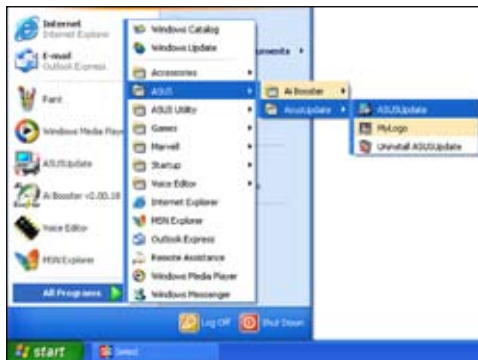 Internet
Internet Explorer
E-mail
Outlook Express
Paint
Windows Media Play
ASUSUpdate
Ai Booster v2.00.18
Voice Editor
MSN Explorer
All Programs
Windows Catalog
Windows Update
Accessories
ASUS
ASUS Utility
Games
Marvell
Startup
Voice Editor
Internet Explorer
MSN Explorer
Outlook Express
Remote Assistance
Windows Media Player
Windows Messenger
cuments
Ai Booster
AsusUpdate
ASUSUpdate
MyLogo
Uninstall ASUSUpdate
Log Off
Shut Down
start